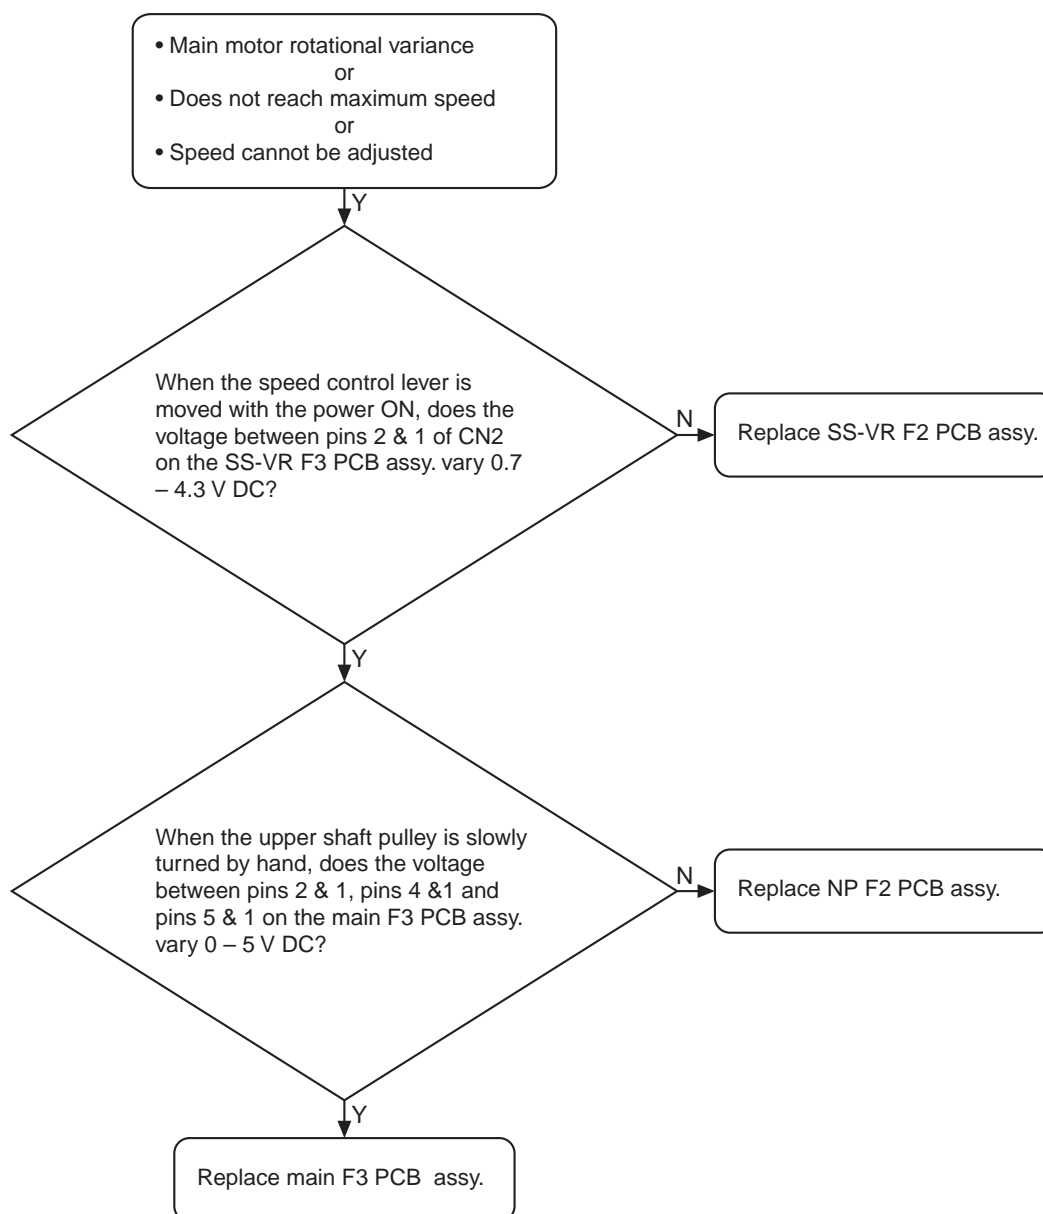 • Main motor rotational variance
or
• Does not reach maximum speed
or
• Speed cannot be adjusted
Y
When the speed control lever is
moved with the power ON, does the
voltage between pins 2 & 1 of CN2
on the SS-VR F3 PCB assy. vary 0.7
– 4.3 V DC?
N
Replace SS-VR F2 PCB assy.
Y
When the upper shaft pulley is slowly
turned by hand, does the voltage
between pins 2 & 1, pins 4 &1 and
pins 5 & 1 on the main F3 PCB assy.
vary 0 – 5 V DC?
N
Replace NP F2 PCB assy.
Y
Replace main F3 PCB  assy.